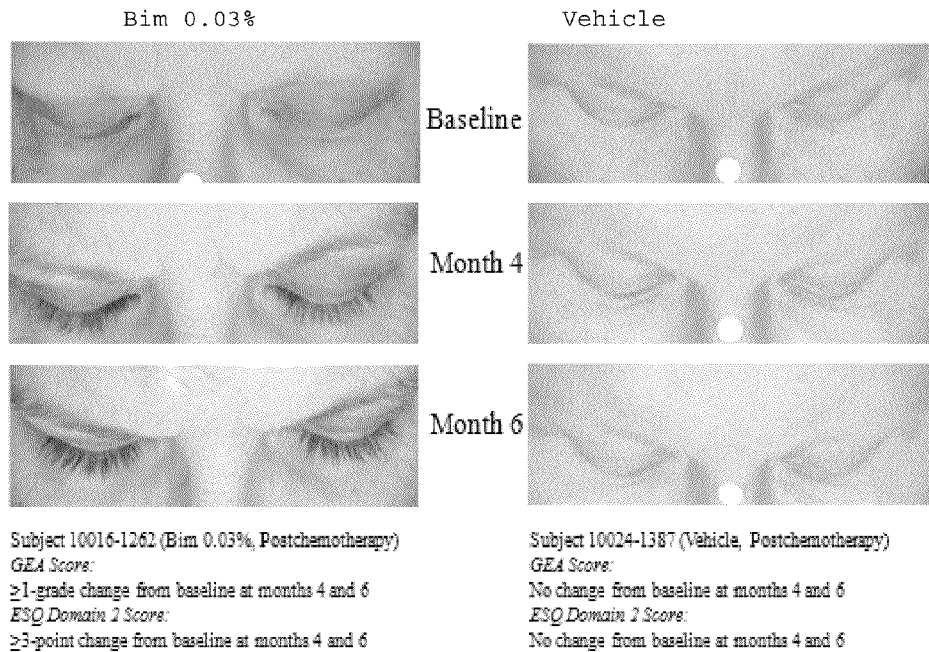 Bim 0.03%
Vehicle
Baseline
Month 4
Month 6
Subject 10016-1262 (Bim 0.03%, Postchemotherapy)
GEA Score:
≥1-grade change from baseline at months 4 and 6
ESQ Domain 2 Score:
≥3-point change from baseline at months 4 and 6
Subject 10024-1387 (Vehicle, Postchemotherapy)
GEA Score:
No change from baseline at months 4 and 6
ESQ Domain 2 Score:
No change from baseline at months 4 and 6